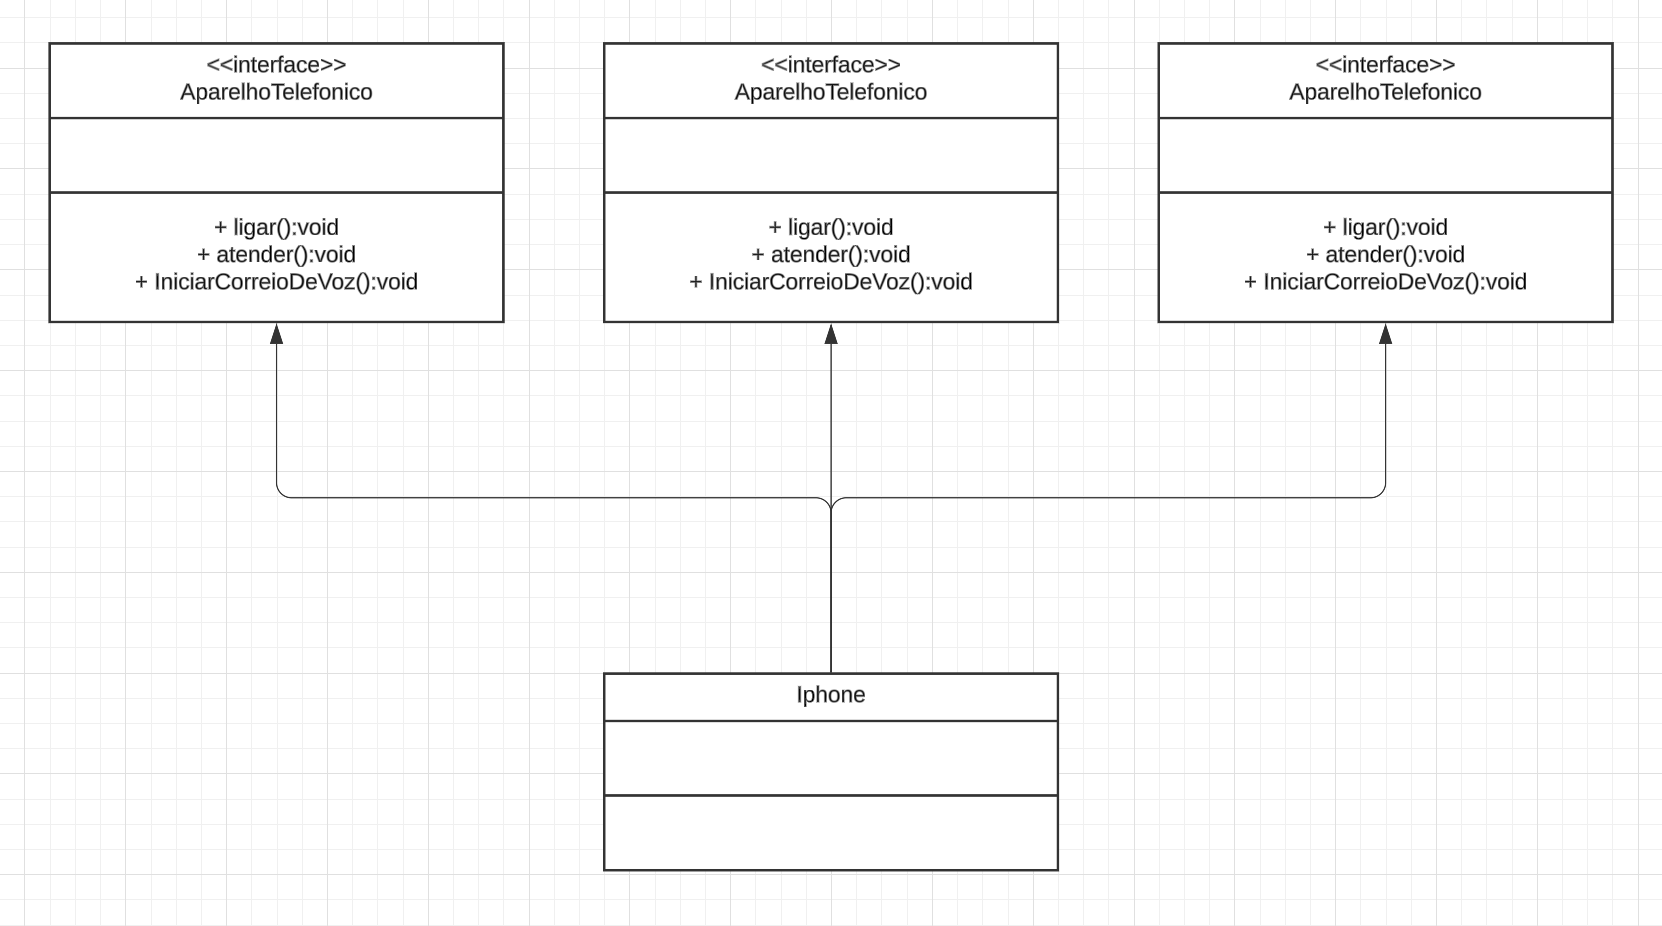 <<interface>>
AparelhoTelefonico
+ ligar():void
+ atender():void
+ IniciarCorreioDeVoz():void
<<interface>>
AparelhoTelefonico
+ ligar():void
+ atender():void
+ IniciarCorreioDeVoz():void
<<interface>>
AparelhoTelefonico
+ ligar():void
+ atender():void
+ IniciarCorreioDeVoz():void
Iphone